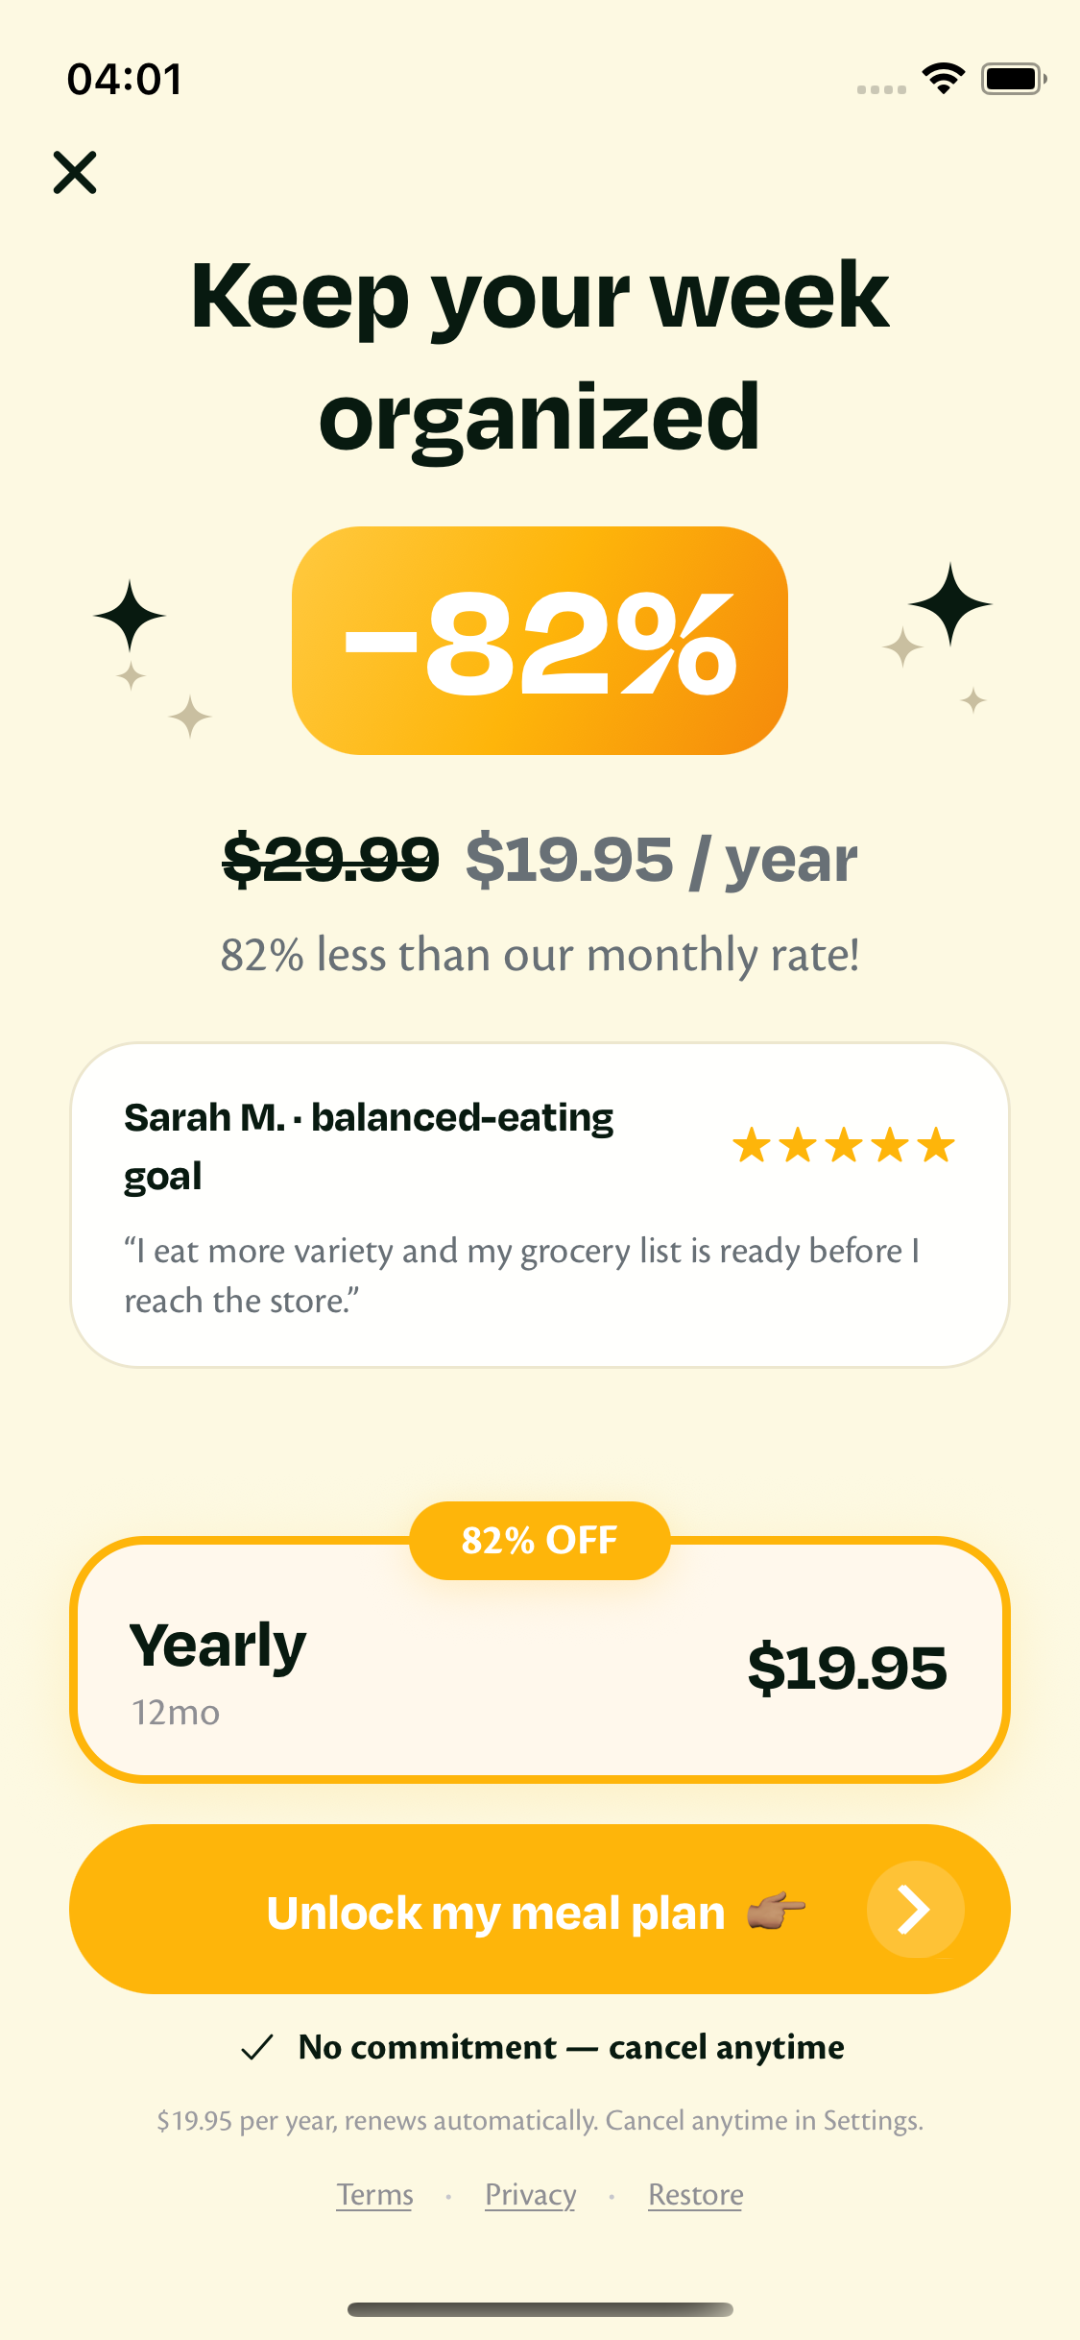 04:01
Keep your week
organized
–82%
$29.99 $19.95 / year
82% less than our monthly rate!
Sarah M. · balanced-eating
goal
“I eat more variety and my grocery list is ready before I
reach the store.”
82% OFF
Yearly
$19.95
12mo
Unlock my meal plan 👉🏾
No commitment — cancel anytime
$19.95 per year, renews automatically. Cancel anytime in Settings.
Terms · Privacy · Restore